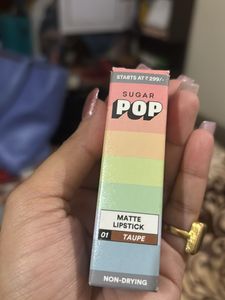 STARTS AT ₹ 299/-
SUGAR
POP
MATTE
LIPSTICK
01 TAUPE
NON-DRYING